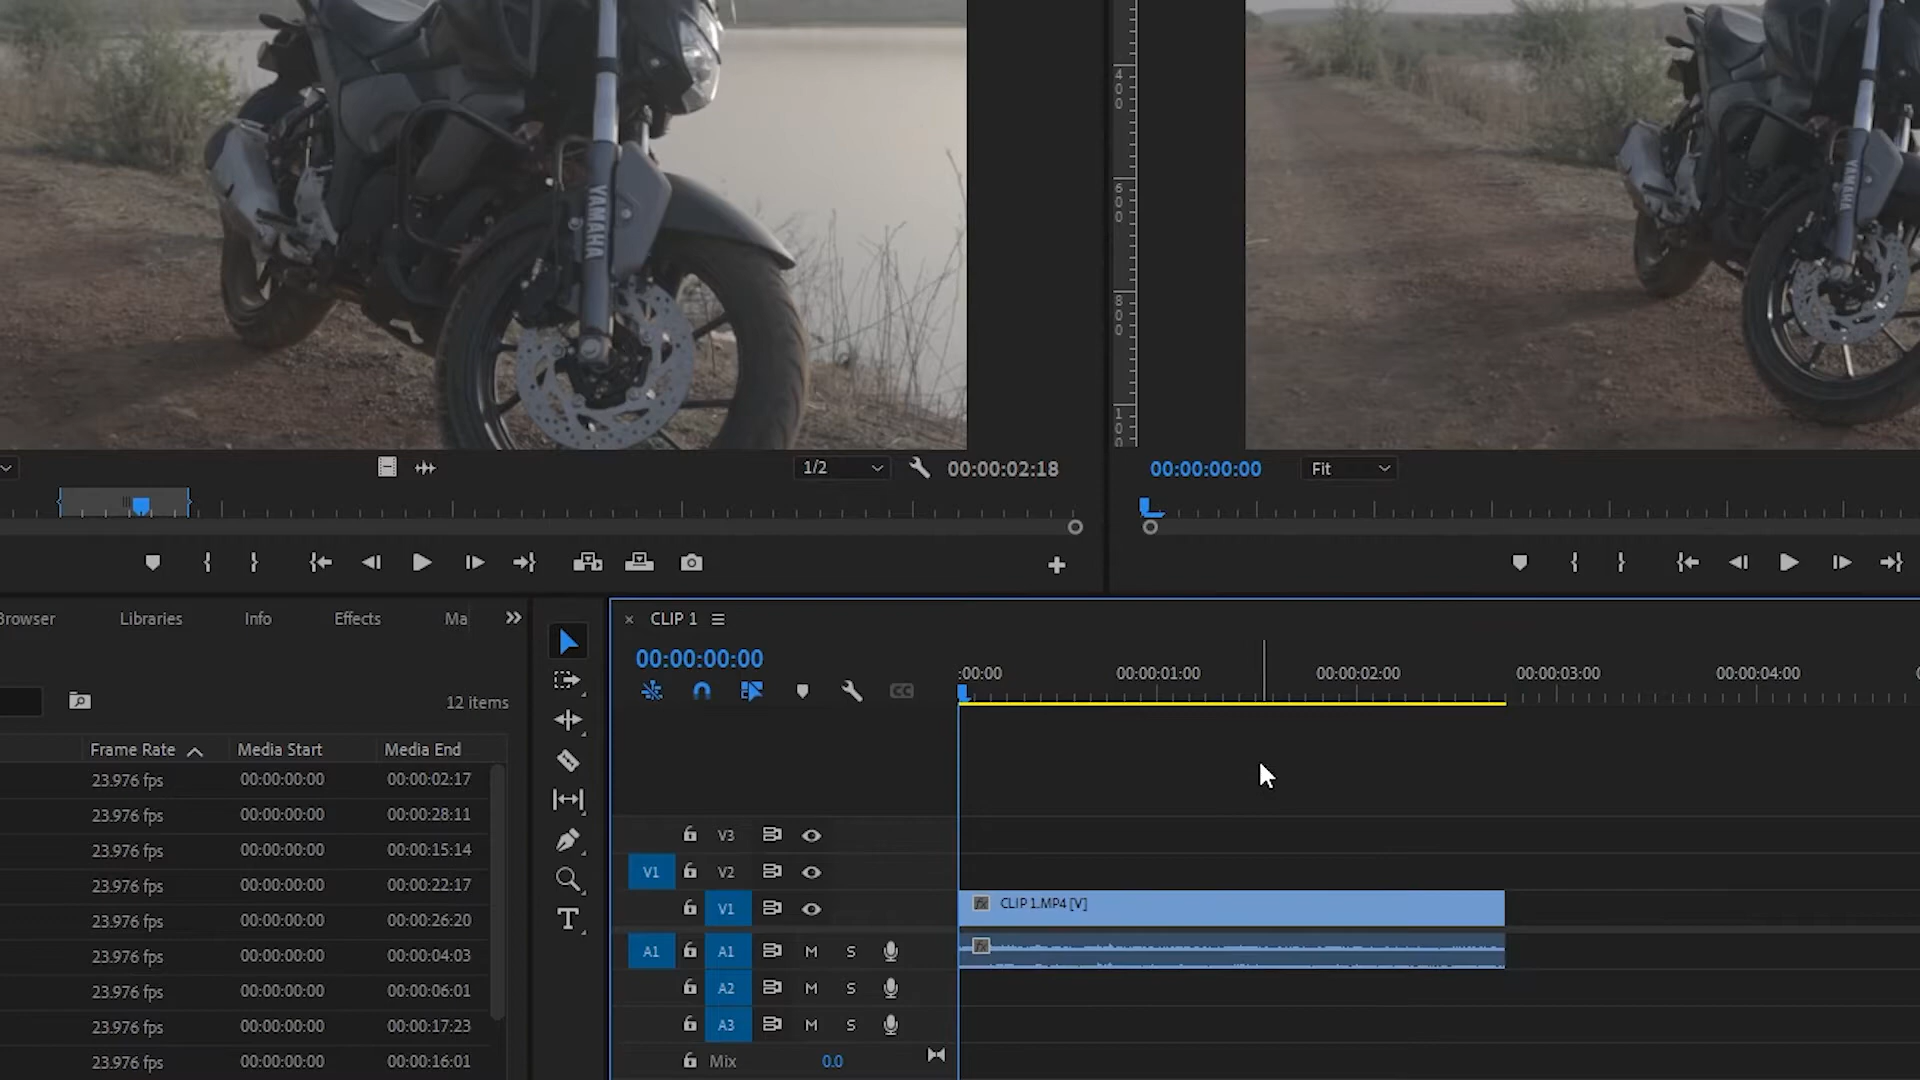 YAMAHA
YAMAHA
400
600
800
1/2
00:00:02:18
00:00:00:00
Fit
Browser
Libraries
Info
Effects
Ma
CLIP 1
00:00:00:00
:00:00
00:00:01:00
00:00:02:00
00:00:03:00
00:00:04:00
CC
12 items
Frame Rate
Media Start
Media End
23.976 fps
00:00:00:00
00:00:02:17
23.976 fps
00:00:00:00
00:00:28:11
23.976 fps
00:00:00:00
00:00:15:14
23.976 fps
00:00:00:00
00:00:22:17
23.976 fps
00:00:00:00
00:00:26:20
23.976 fps
00:00:00:00
00:00:04:03
23.976 fps
00:00:00:00
00:00:06:01
23.976 fps
00:00:00:00
00:00:17:23
23.976 fps
00:00:00:00
00:00:16:01
V3
V1
V2
V1
fx CLIP 1.MP4 [V]
A1
A1
M
S
fx
A2
M
S
A3
M
S
Mix
0.0